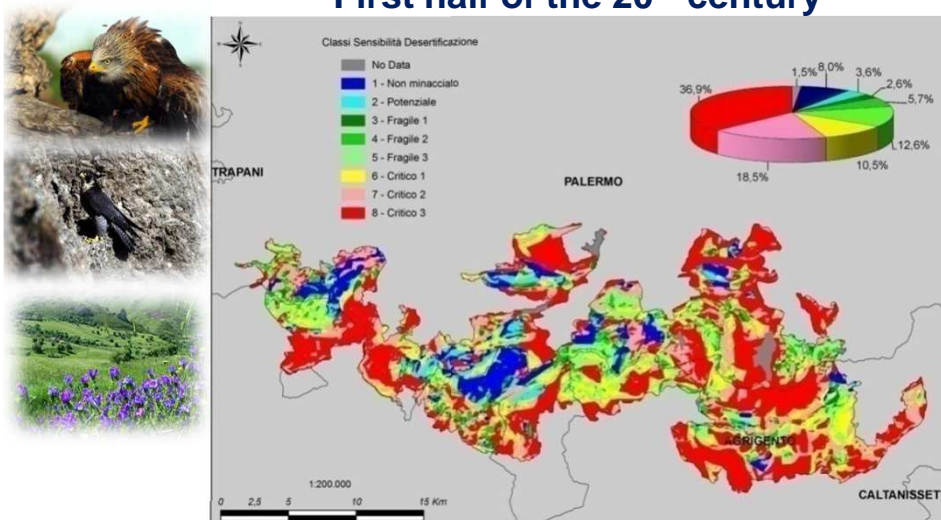 First half of the 20th century
Classi Sensibilità Desertificazione
No Data
1 - Non minacciato
2 - Potenziale
3 - Fragile 1
4 - Fragile 2
5 - Fragile 3
6 - Critico 1
7 - Critico 2
8 - Critico 3
1,5%
8,0%
3,6%
2,6%
5,7%
12,6%
10,5%
18,5%
36,9%
TRAPANI
PALERMO
AGRIGENTO
CALTANISSET
1:200.000
0 2,5 5 10 15 Km